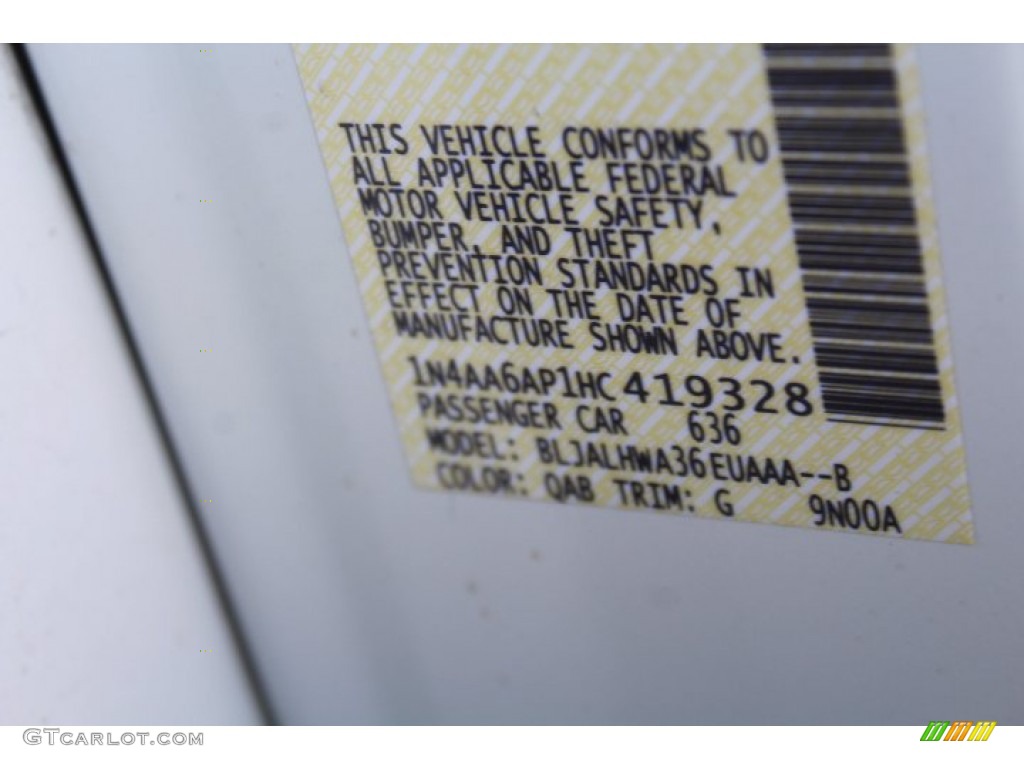 THIS VEHICLE CONFORMS TO
ALL APPLICABLE FEDERAL
MOTOR VEHICLE SAFETY,
BUMPER, AND THEFT
PREVENTION STANDARDS IN
EFFECT ON THE DATE OF
MANUFACTURE SHOWN ABOVE.
1N4AA6AP1HC419328
PASSENGER CAR 636
MODEL: BLJALHWA36EUAAA--B
COLOR: QAB TRIM: G 9N00A
GTCARLOT.COM